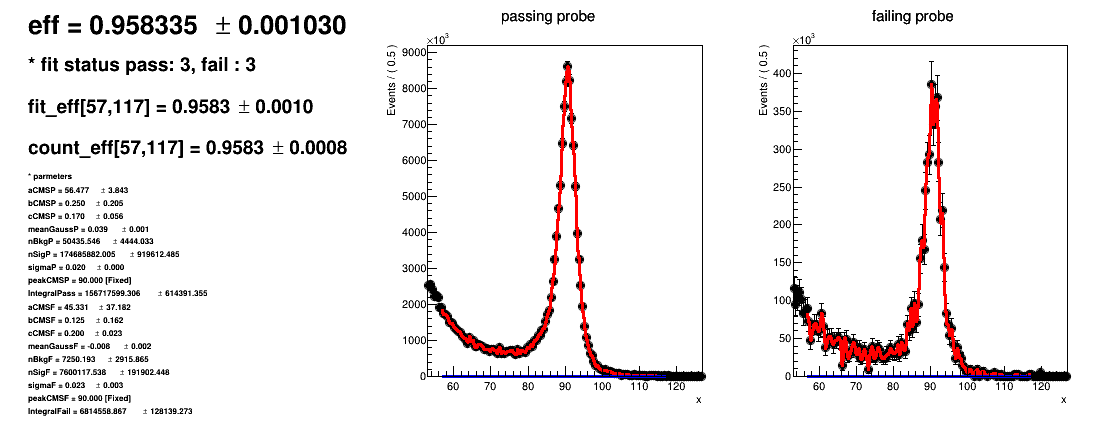 eff = 0.958335 ± 0.001030
* fit status pass: 3, fail : 3
fit_eff[57,117] = 0.9583 ± 0.0010
count_eff[57,117] = 0.9583 ± 0.0008
* parmeters
aCMSP = 56.477 ± 3.843
bCMSP = 0.250 ± 0.205
cCMSP = 0.170 ± 0.056
meanGaussP = 0.039 ± 0.001
nBkgP = 50435.546 ± 4444.033
nSigP = 174685882.005 ± 919612.485
sigmaP = 0.020 ± 0.000
peakCMSP = 90.000 [Fixed]
IntegralPass = 156717599.306 ± 614391.355
aCMSF = 45.331 ± 37.182
bCMSF = 0.125 ± 0.162
cCMSF = 0.200 ± 0.023
meanGaussF = -0.008 ± 0.002
nBkgF = 7250.193 ± 2915.865
nSigF = 7600117.538 ± 191902.448
sigmaF = 0.023 ± 0.003
peakCMSF = 90.000 [Fixed]
IntegralFail = 6814558.867 ± 128139.273
passing probe
×10³
Events / ( 0.5 )
9000
8000
7000
6000
5000
4000
3000
2000
1000
0
60 70 80 90 100 110 120
x
failing probe
×10³
Events / ( 0.5 )
400
350
300
250
200
150
100
50
0
60 70 80 90 100 110 120
x